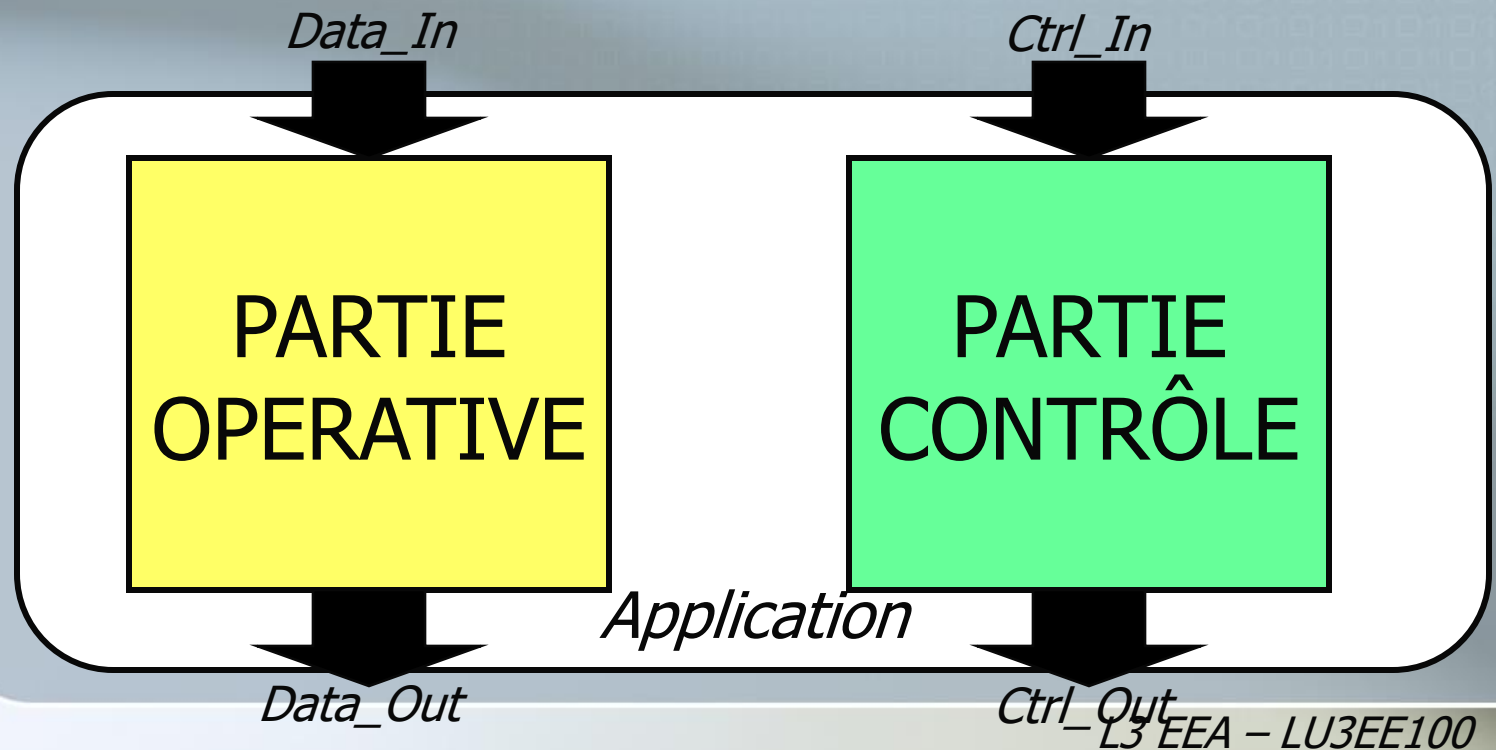 Data_In
Ctrl_In
PARTIE
OPERATIVE
PARTIE
CONTRÔLE
Application
Data_Out
Ctrl_Out
L3 EEA – LU3EE100